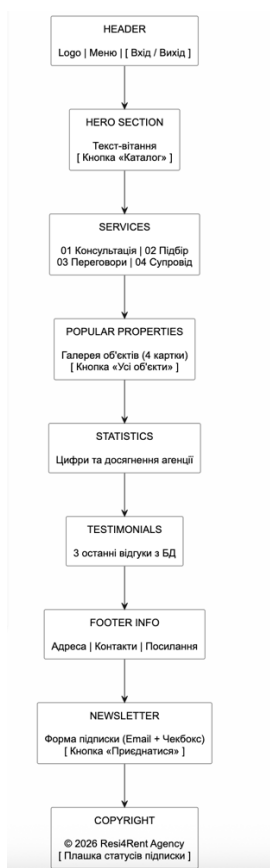 HEADER
Logo | Меню | [ Вхід / Вихід ]
HERO SECTION
Текст-вітання
[ Кнопка «Каталог» ]
SERVICES
01 Консультація | 02 Підбір
03 Переговори | 04 Супровід
POPULAR PROPERTIES
Галерея об'єктів (4 картки)
[ Кнопка «Усі об'єкти» ]
STATISTICS
Цифри та досягнення агенції
TESTIMONIALS
3 останні відгуки з БД
FOOTER INFO
Адреса | Контакти | Посилання
NEWSLETTER
Форма підписки (Email + Чекбокс)
[ Кнопка «Приєднатися» ]
COPYRIGHT
© 2026 Resi4Rent Agency
[ Плашка статусів підписки ]